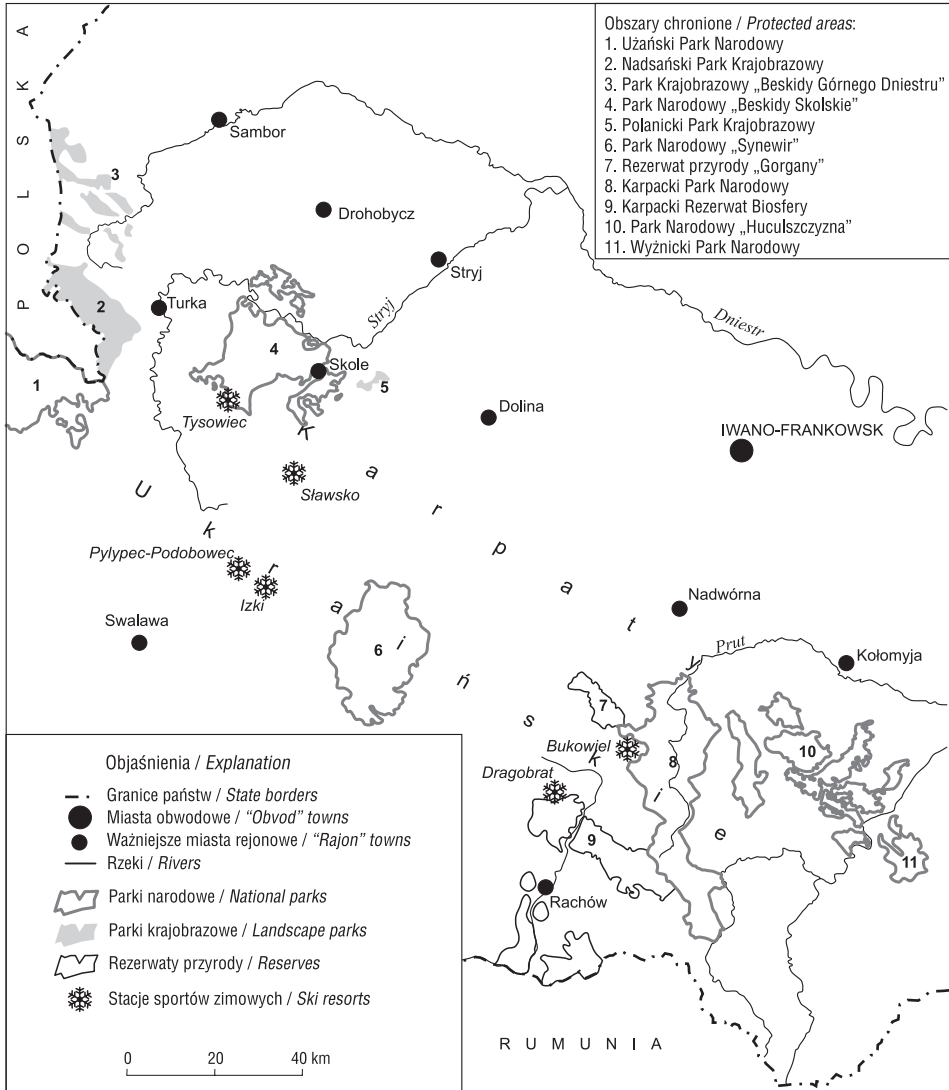 POLSKA
Obszary chronione / Protected areas:
1. Użański Park Narodowy
2. Nadsański Park Krajobrazowy
3. Park Krajobrazowy „Beskidy Górnego Dniestru”
4. Park Narodowy „Beskidy Skolskie”
5. Polanicki Park Krajobrazowy
6. Park Narodowy „Synewir”
7. Rezerwat przyrody „Gorgany”
8. Karpacki Park Narodowy
9. Karpacki Rezerwat Biosfery
10. Park Narodowy „Huculszczyzna”
11. Wyżnicki Park Narodowy
Sambor
3
Drohobycz
Stryj
Stryj
2
Turka
Dniestr
4
Skole
1
5
Tysowiec
Dolina
IWANO-FRANKOWSK
Karpaty
Ukraińskie
Sławsko
Pylypec-Podobowec
Izki
Nadwórna
Swalawa
6
Prut
Kołomyja
7
Bukowiel
8
10
Dragobrat
9
11
Rachów
RUMUNIA
Objaśnienia / Explanation
Granice państw / State borders
Miasta obwodowe / “Obvod” towns
Ważniejsze miasta rejonowe / “Rajon” towns
Rzeki / Rivers
Parki narodowe / National parks
Parki krajobrazowe / Landscape parks
Rezerwaty przyrody / Reserves
Stacje sportów zimowych / Ski resorts
0 20 40 km